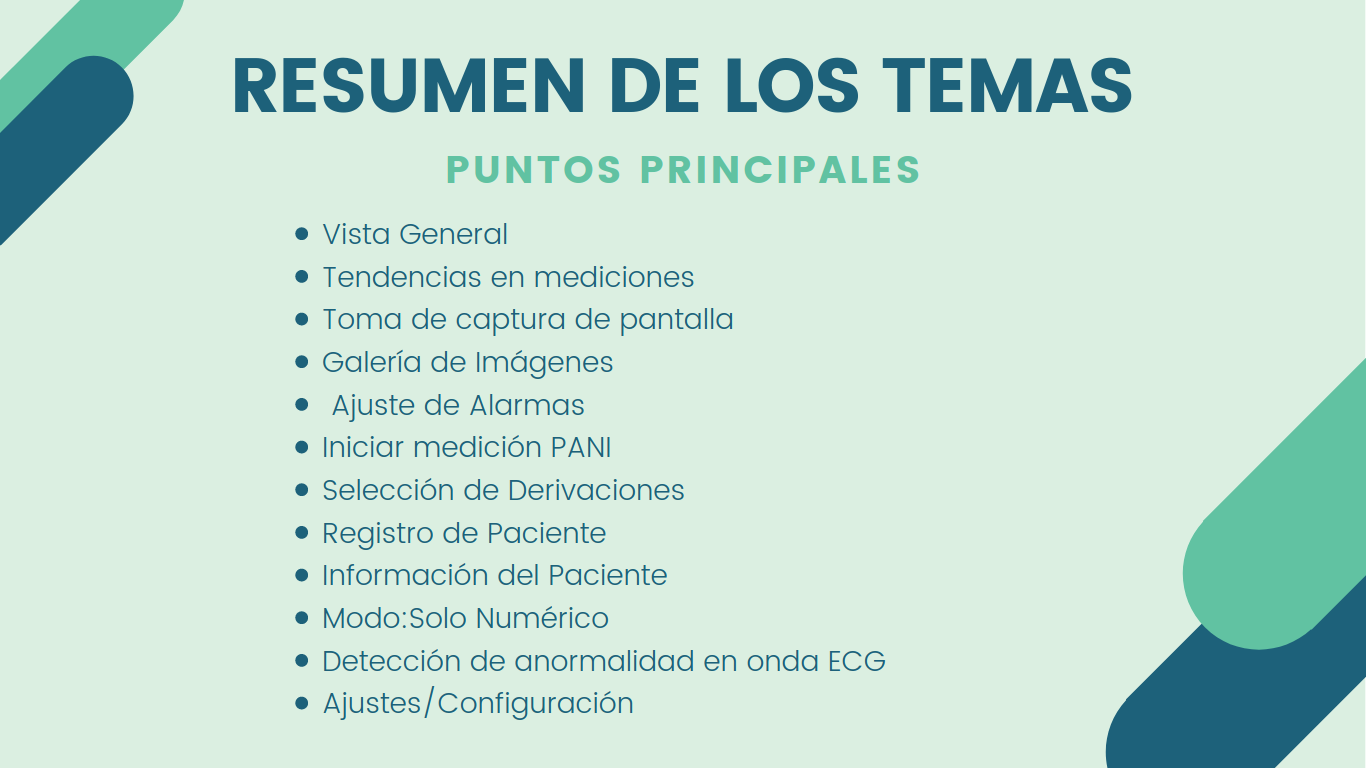 RESUMEN DE LOS TEMAS
PUNTOS PRINCIPALES
• Vista General
• Tendencias en mediciones
• Toma de captura de pantalla
• Galería de Imágenes
• Ajuste de Alarmas
• Iniciar medición PANI
• Selección de Derivaciones
• Registro de Paciente
• Información del Paciente
• Modo:Solo Numérico
• Detección de anormalidad en onda ECG
• Ajustes/Configuración